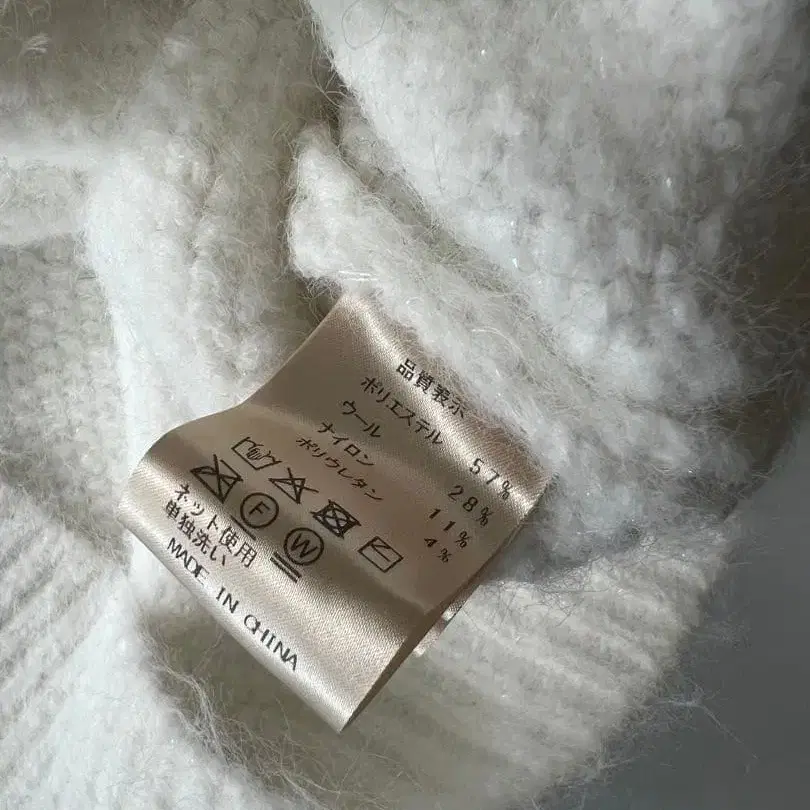 品質表示
ポリエステル 57%
ウール 28%
ナイロン 11%
ポリウレタン 4%
F W
ネット使用
単独洗い
MADE IN CHINA